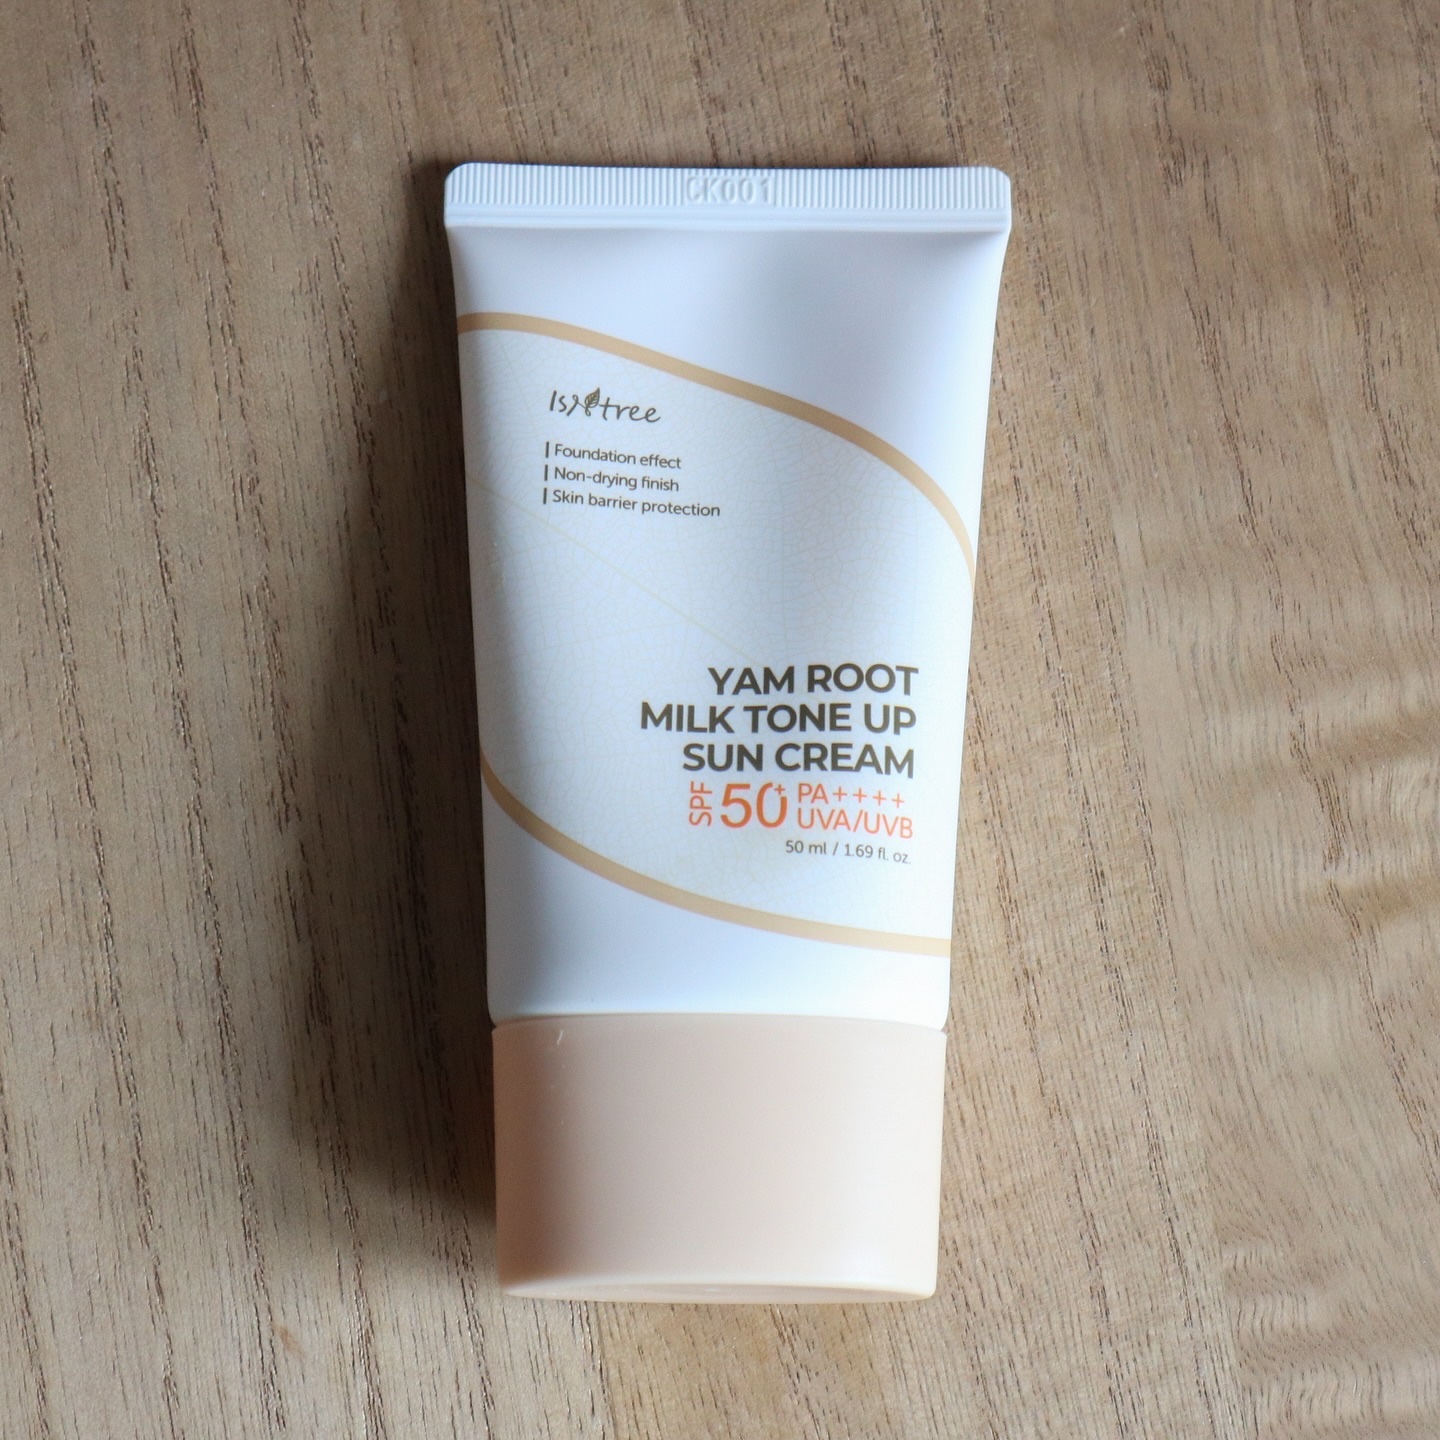 CK001
Isntree
Foundation effect
Non-drying finish
Skin barrier protection
YAM ROOT
MILK TONE UP
SUN CREAM
SPF 50+ PA++++
UVA/UVB
50 ml / 1.69 fl. oz.